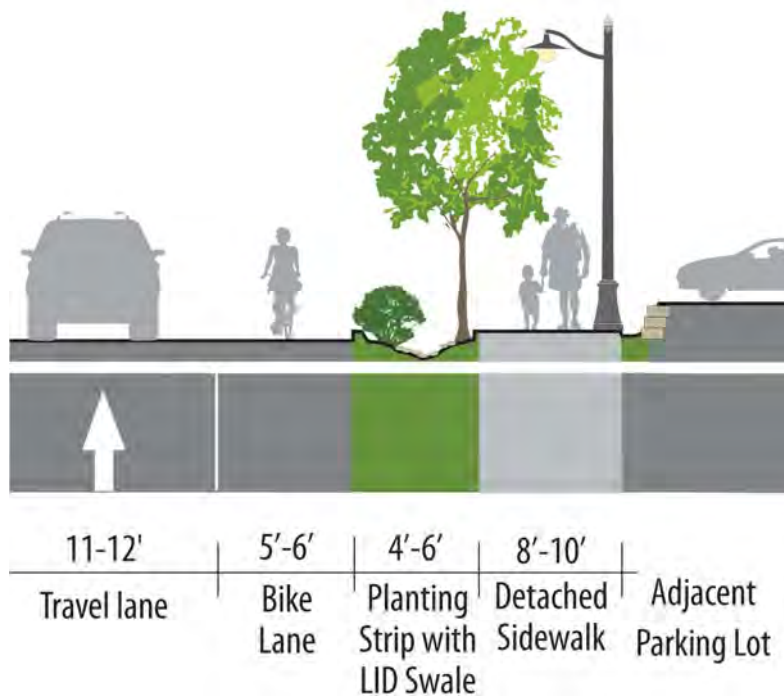 11-12' 5'-6' 4'-6' 8'-10'
Travel lane
Bike
Lane
Planting
Strip with
LID Swale
Detached
Sidewalk
Adjacent
Parking Lot